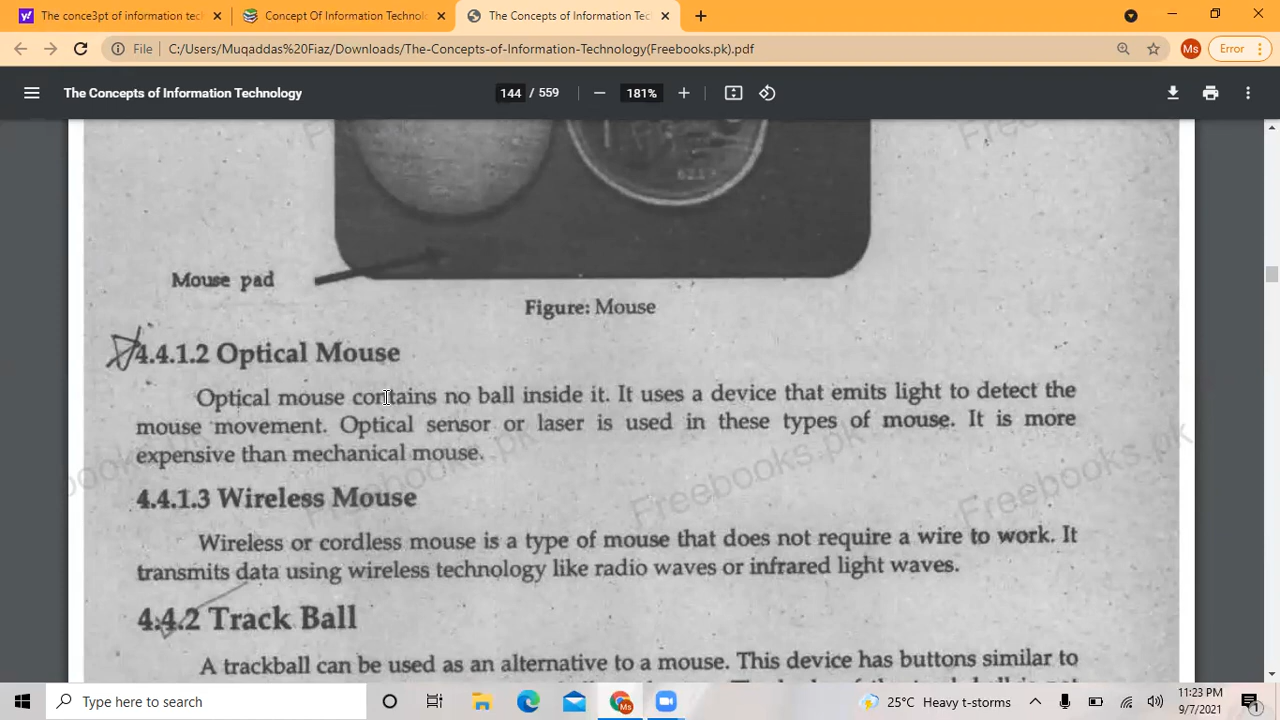 The conce3pt of information tec
Concept Of Information Technol
The Concepts of Information Tec
File
C:/Users/Muqaddas%20Fiaz/Downloads/The-Concepts-of-Information-Technology(Freebooks.pk).pdf
Ms
Error
The Concepts of Information Technology
144 / 559
181%
Mouse pad
Figure: Mouse
4.4.1.2 Optical Mouse
Optical mouse contains no ball inside it. It uses a device that emits light to detect the
mouse movement. Optical sensor or laser is used in these types of mouse. It is more
expensive than mechanical mouse.
Freebooks.pk
4.4.1.3 Wireless Mouse
Wireless or cordless mouse is a type of mouse that does not require a wire to work. It
transmits data using wireless technology like radio waves or infrared light waves.
4.4.2 Track Ball
A trackball can be used as an alternative to a mouse. This device has buttons similar to
Type here to search
Ms
25°C Heavy t-storms
11:23 PM
9/7/2021